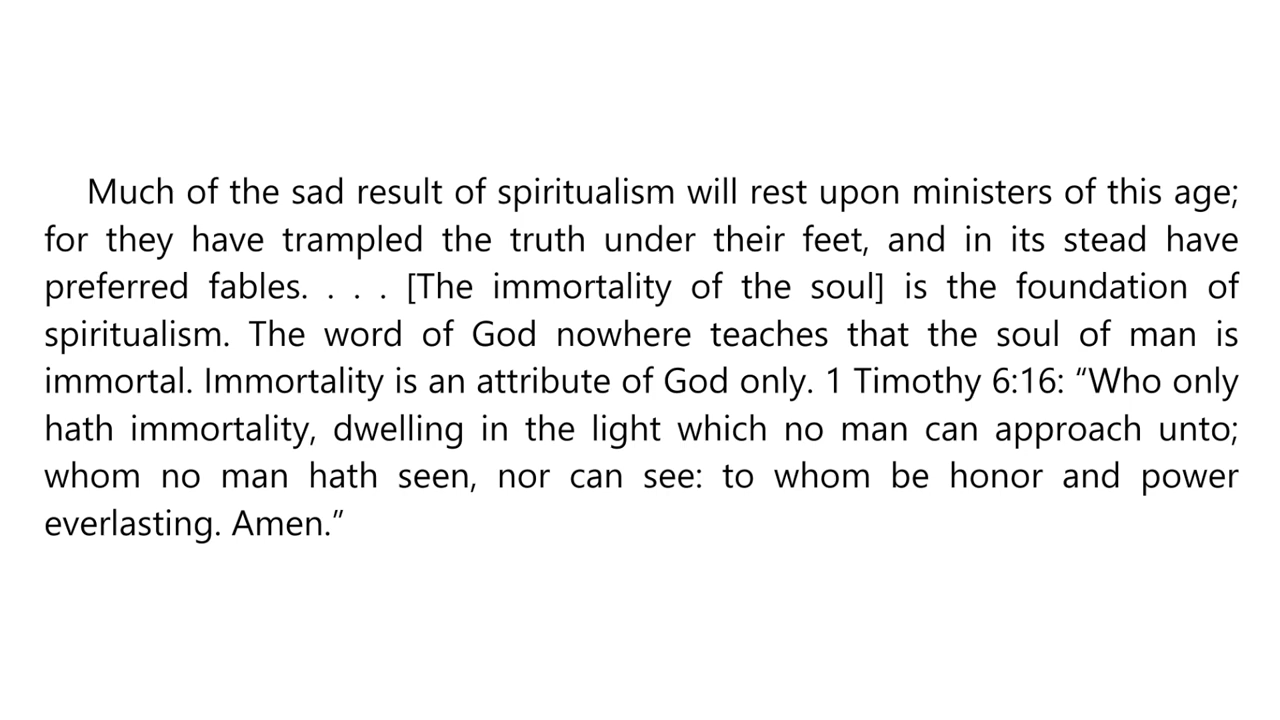 Much of the sad result of spiritualism will rest upon ministers of this age;
for they have trampled the truth under their feet, and in its stead have
preferred fables. . . . [The immortality of the soul] is the foundation of
spiritualism. The word of God nowhere teaches that the soul of man is
immortal. Immortality is an attribute of God only. 1 Timothy 6:16: “Who only
hath immortality, dwelling in the light which no man can approach unto;
whom no man hath seen, nor can see: to whom be honor and power
everlasting. Amen.”